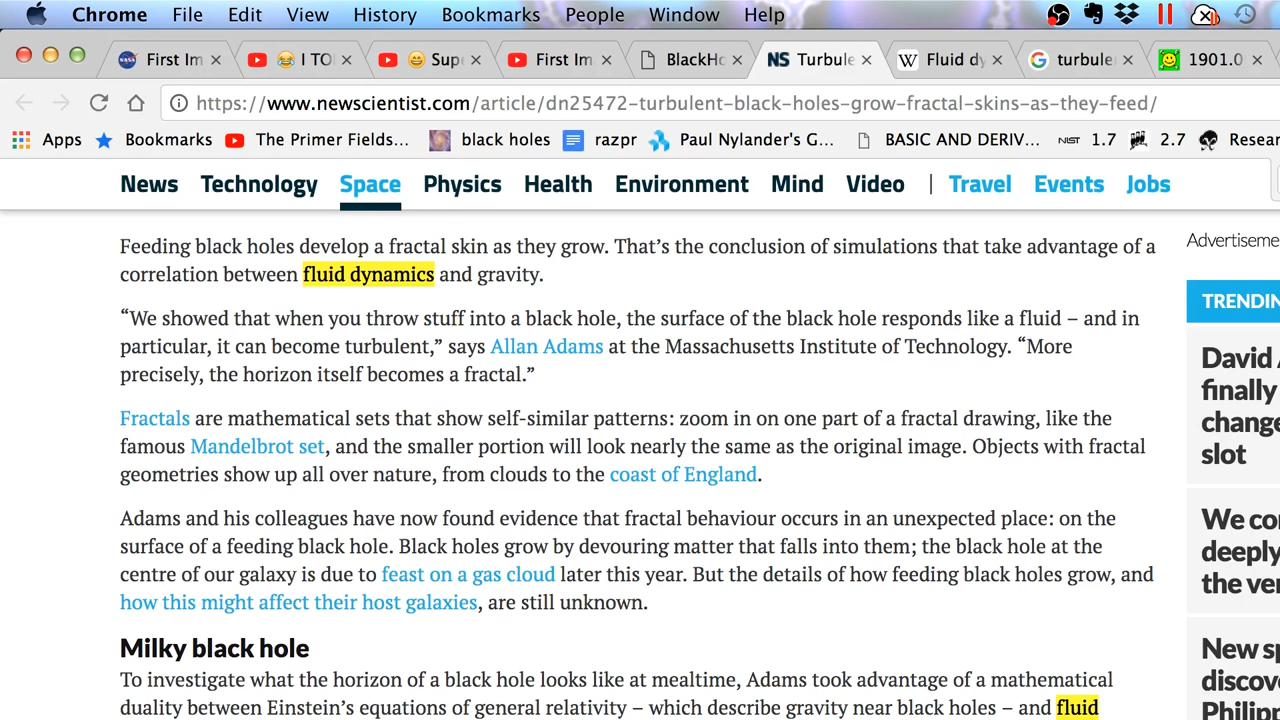 Chrome File Edit View History Bookmarks People Window Help
First Im × 😂 I TO × 😄 Sup × First Im × BlackHo × NS Turbule × W Fluid dy × G turbule × 1901.0 ×
https://www.newscientist.com/article/dn25472-turbulent-black-holes-grow-fractal-skins-as-they-feed/
Apps Bookmarks The Primer Fields... black holes razpr Paul Nylander's G... BASIC AND DERIV... NIST 1.7 2.7 Resear
News Technology Space Physics Health Environment Mind Video | Travel Events Jobs
Feeding black holes develop a fractal skin as they grow. That’s the conclusion of simulations that take advantage of a
correlation between fluid dynamics and gravity.
“We showed that when you throw stuff into a black hole, the surface of the black hole responds like a fluid – and in
particular, it can become turbulent,” says Allan Adams at the Massachusetts Institute of Technology. “More
precisely, the horizon itself becomes a fractal.”
Fractals are mathematical sets that show self-similar patterns: zoom in on one part of a fractal drawing, like the
famous Mandelbrot set, and the smaller portion will look nearly the same as the original image. Objects with fractal
geometries show up all over nature, from clouds to the coast of England.
Adams and his colleagues have now found evidence that fractal behaviour occurs in an unexpected place: on the
surface of a feeding black hole. Black holes grow by devouring matter that falls into them; the black hole at the
centre of our galaxy is due to feast on a gas cloud later this year. But the details of how feeding black holes grow, and
how this might affect their host galaxies, are still unknown.
Milky black hole
To investigate what the horizon of a black hole looks like at mealtime, Adams took advantage of a mathematical
duality between Einstein’s equations of general relativity – which describe gravity near black holes – and fluid
Advertiseme
TRENDIN
David
finally
change
slot
We co
deeply
the ve
New sp
discove
Philipp